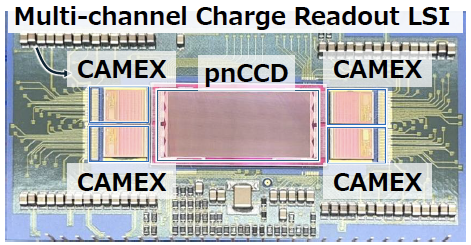 Multi-channel Charge Readout LSI
CAMEX
pnCCD
CAMEX
CAMEX
CAMEX